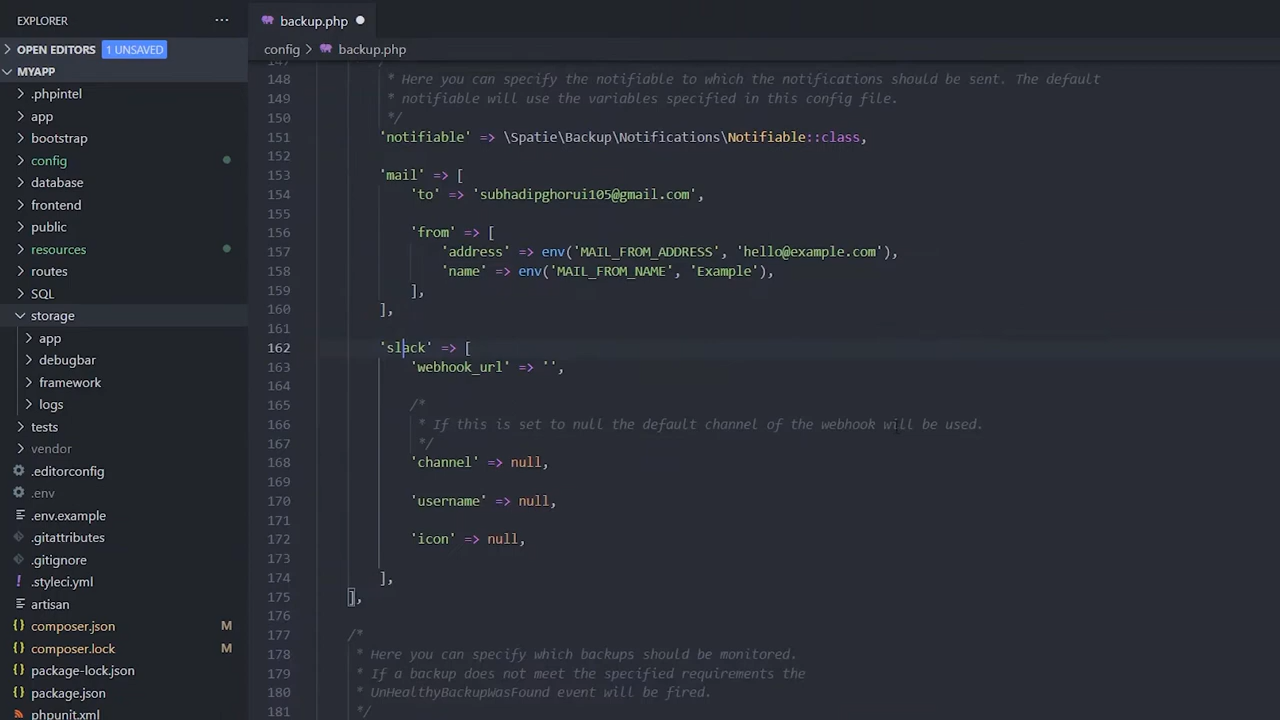 EXPLORER
···
OPEN EDITORS
1 UNSAVED
MYAPP
.phpintel
app
bootstrap
config
database
frontend
public
resources
routes
SQL
storage
app
debugbar
framework
logs
tests
vendor
.editorconfig
.env
.env.example
.gitattributes
.gitignore
.styleci.yml
artisan
composer.json M
composer.lock M
package-lock.json
package.json
phpunit.xml
backup.php
config > backup.php
147 /*
148 * Here you can specify the notifiable to which the notifications should be sent. The default
149 * notifiable will use the variables specified in this config file.
150 */
151 'notifiable' => \Spatie\Backup\Notifications\Notifiable::class,
152
153 'mail' => [
154 'to' => 'subhadipghorui105@gmail.com',
155
156 'from' => [
157 'address' => env('MAIL_FROM_ADDRESS', 'hello@example.com'),
158 'name' => env('MAIL_FROM_NAME', 'Example'),
159 ],
160 ],
161
162 'slack' => [
163 'webhook_url' => '',
164
165 /*
166 * If this is set to null the default channel of the webhook will be used.
167 */
168 'channel' => null,
169
170 'username' => null,
171
172 'icon' => null,
173
174 ],
175 ],
176
177 /*
178 * Here you can specify which backups should be monitored.
179 * If a backup does not meet the specified requirements the
180 * UnHealthyBackupWasFound event will be fired.
181 */